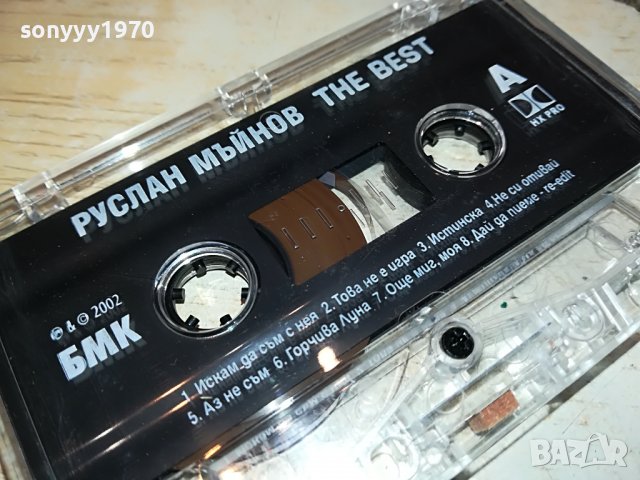 sonyyy1970
РУСЛАН МЪЙНОВ THE BEST
A
HX PRO
℗ & © 2002
БМК
1. Искам да съм с нея 2. Това не е игра 3. Истинска 4. Не си отивай
5. Аз не съм 6. Горчива Луна 7. Още миг, моя 8. Дай да пием - re-edit
BAZAR